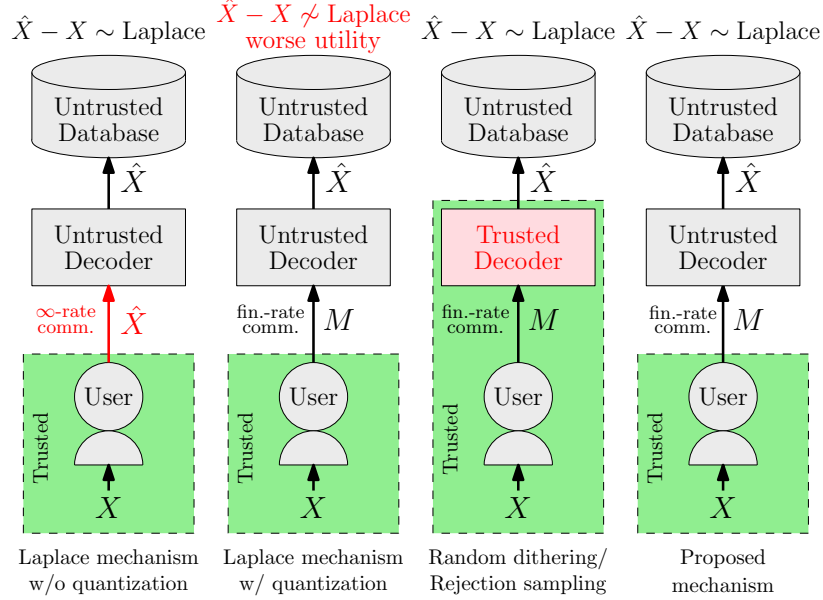 X̂ − X ∼ Laplace
Untrusted
Database
X̂
Untrusted
Decoder
∞-rate
comm.
X̂
User
Trusted
X
Laplace mechanism
w/o quantization
X̂ − X ≁ Laplace
worse utility
Untrusted
Database
X̂
Untrusted
Decoder
fin.-rate
comm.
M
User
Trusted
X
Laplace mechanism
w/ quantization
X̂ − X ∼ Laplace
Untrusted
Database
X̂
Trusted
Decoder
fin.-rate
comm.
M
User
Trusted
X
Random dithering/
Rejection sampling
X̂ − X ∼ Laplace
Untrusted
Database
X̂
Untrusted
Decoder
fin.-rate
comm.
M
User
Trusted
X
Proposed
mechanism